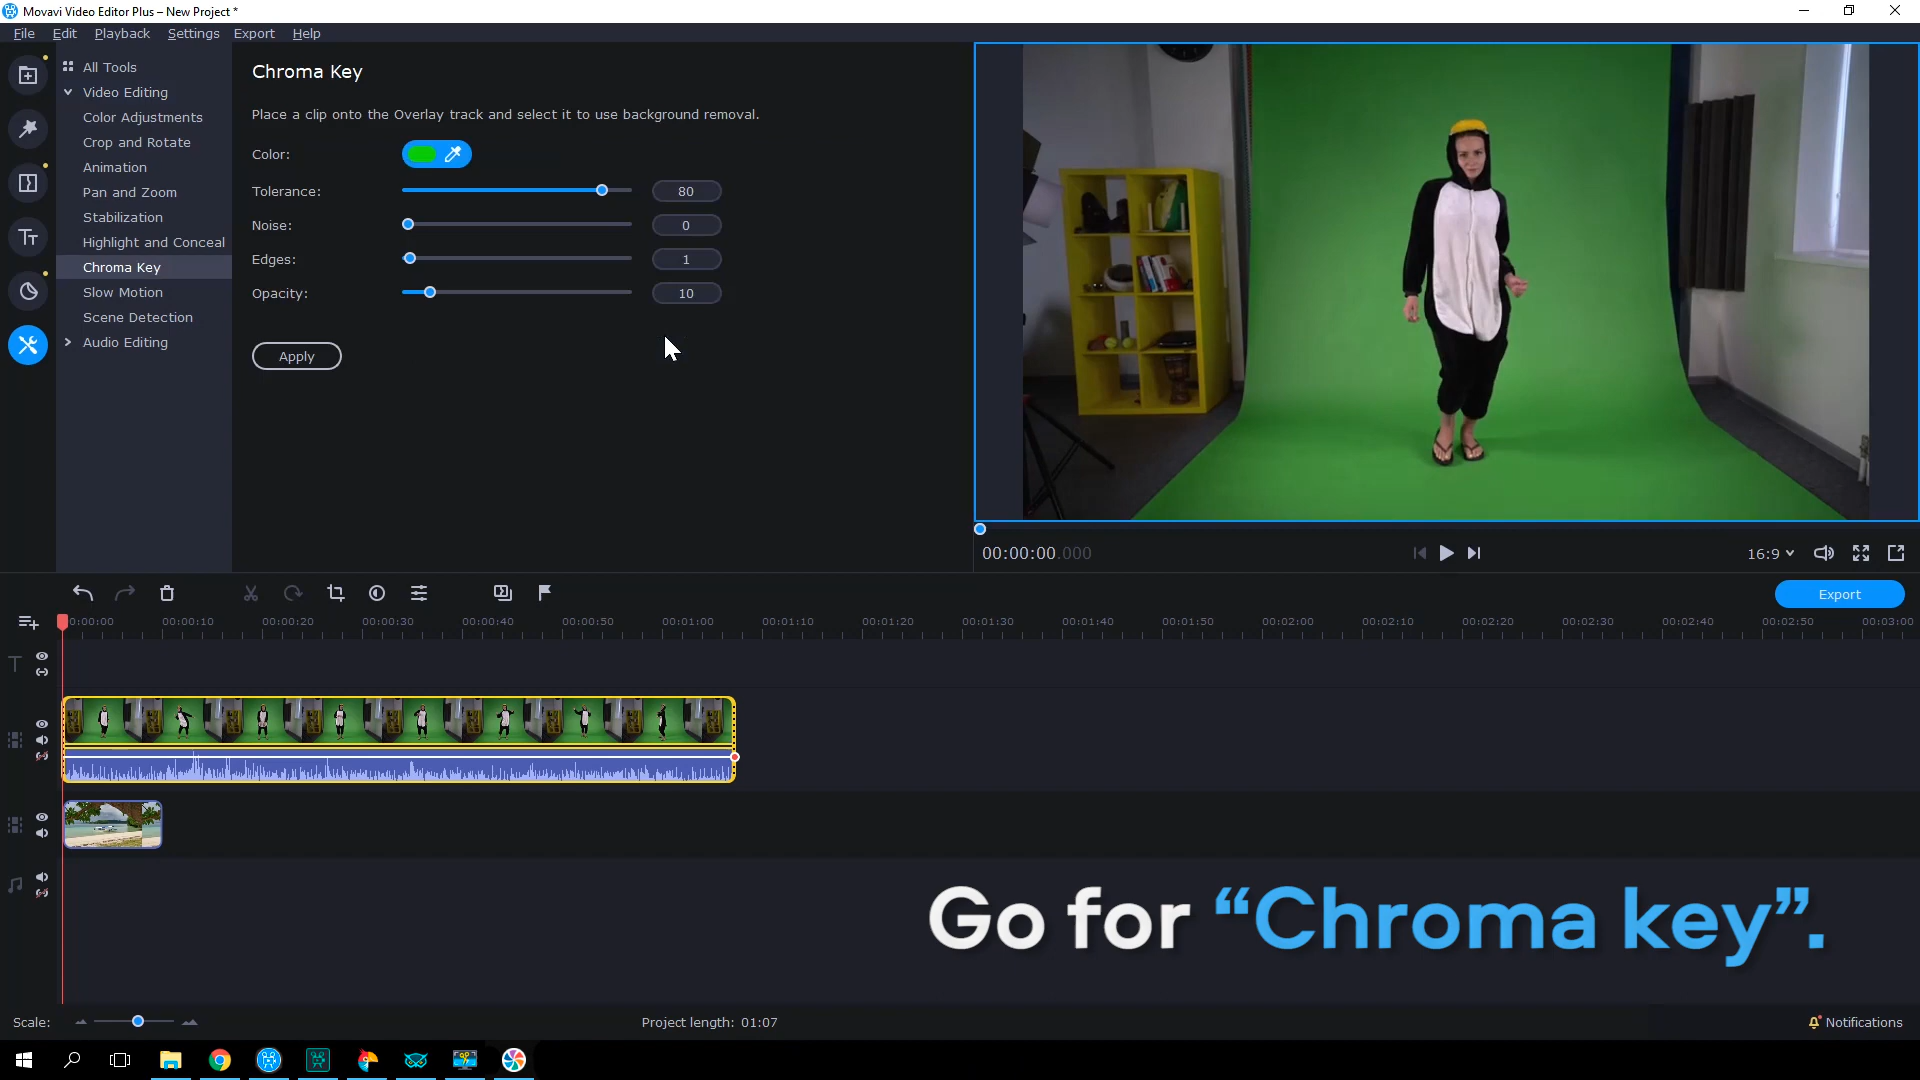 Movavi Video Editor Plus – New Project *
File Edit Playback Settings Export Help
All Tools
Video Editing
Color Adjustments
Crop and Rotate
Animation
Pan and Zoom
Stabilization
Highlight and Conceal
Chroma Key
Slow Motion
Scene Detection
Audio Editing
Chroma Key
Place a clip onto the Overlay track and select it to use background removal.
Color:
Tolerance: 80
Noise: 0
Edges: 1
Opacity: 10
Apply
00:00:00.000
16:9
Export
0:00:00 00:00:10 00:00:20 00:00:30 00:00:40 00:00:50 00:01:00 00:01:10 00:01:20 00:01:30 00:01:40 00:01:50 00:02:00 00:02:10 00:02:20 00:02:30 00:02:40 00:02:50 00:03:00
Go for “Chroma key”.
Scale:
Project length: 01:07
Notifications